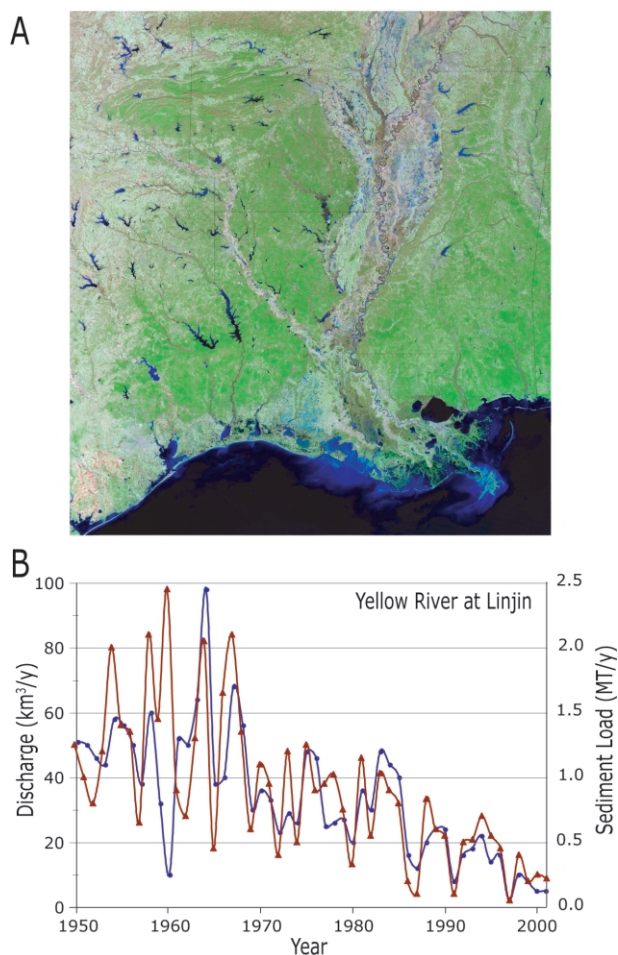 A
B
Yellow River at Linjin
100
80
60
40
20
0
Discharge (km³/y)
2.5
2.0
1.5
1.0
0.5
0.0
Sediment Load (MT/y)
1950 1960 1970 1980 1990 2000
Year